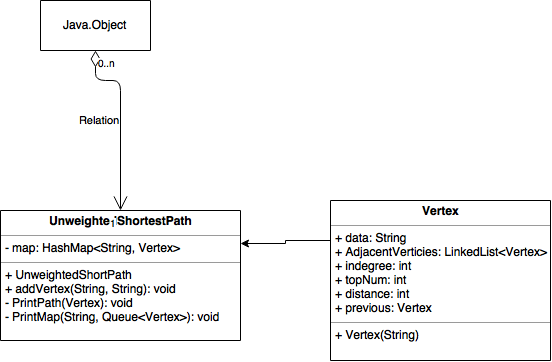 Java.Object
0..n
Relation
1
UnweightedShortestPath
- map: HashMap<String, Vertex>
+ UnweightedShortPath
+ addVertex(String, String): void
- PrintPath(Vertex): void
- PrintMap(String, Queue<Vertex>): void
Vertex
+ data: String
+ AdjacentVerticies: LinkedList<Vertex>
+ indegree: int
+ topNum: int
+ distance: int
+ previous: Vertex
+ Vertex(String)